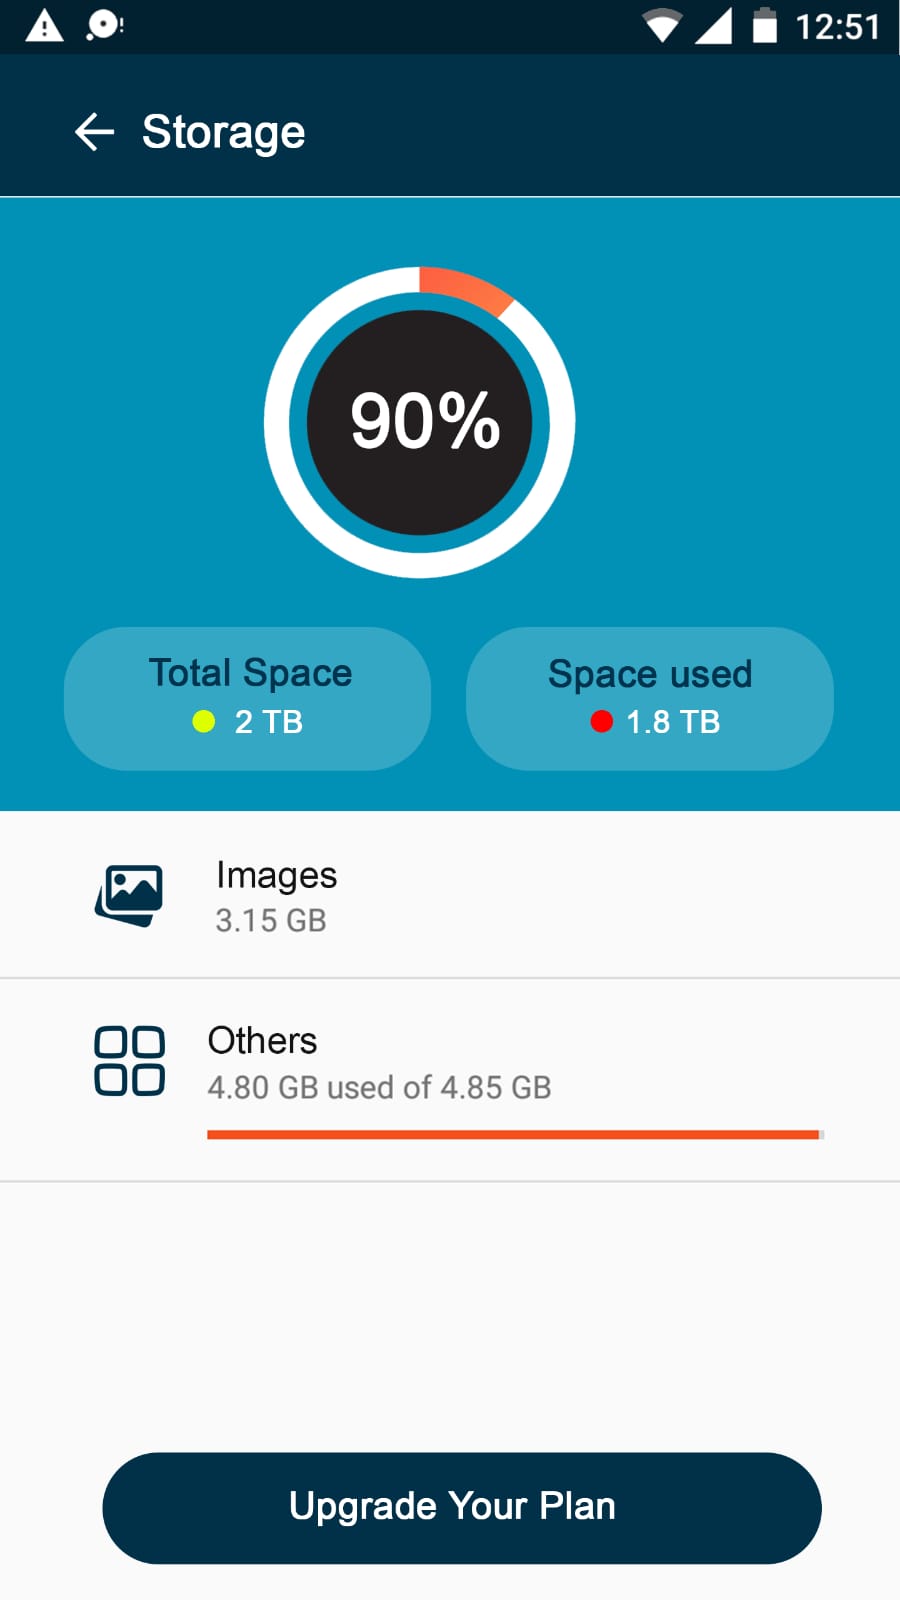 12:51
Storage
90%
Total Space
2 TB
Space used
1.8 TB
Images
3.15 GB
Others
4.80 GB used of 4.85 GB
Upgrade Your Plan